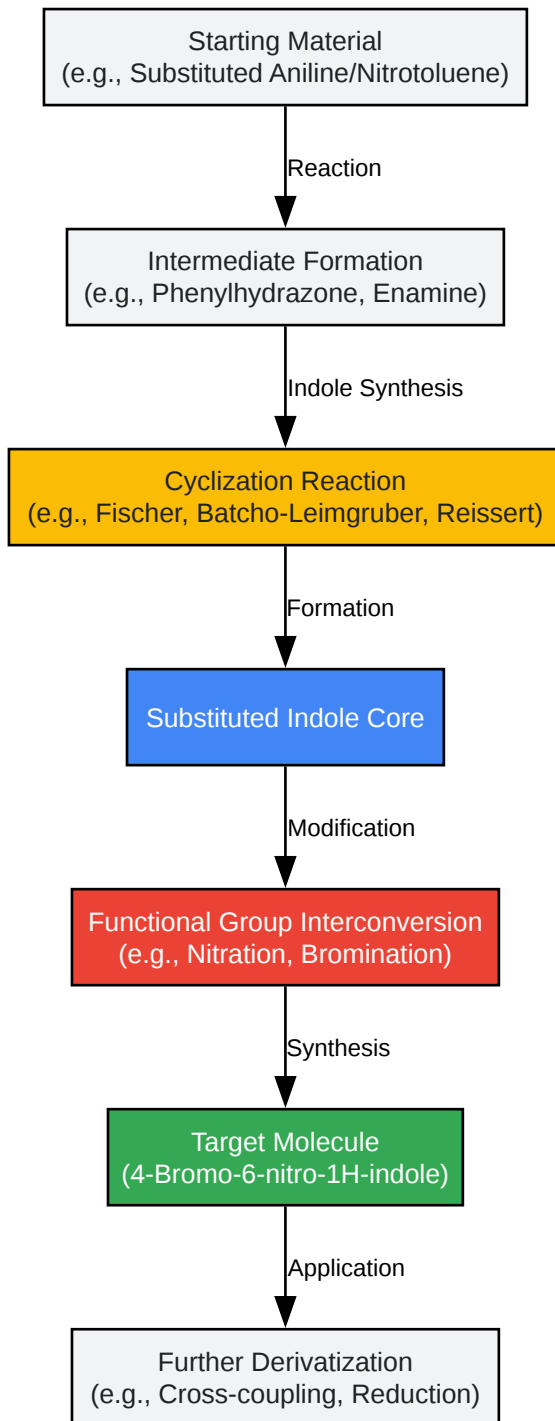 Starting Material
(e.g., Substituted Aniline/Nitrotoluene)
Reaction
Intermediate Formation
(e.g., Phenylhydrazone, Enamine)
Indole Synthesis
Cyclization Reaction
(e.g., Fischer, Batcho-Leimgruber, Reissert)
Formation
Substituted Indole Core
Modification
Functional Group Interconversion
(e.g., Nitration, Bromination)
Synthesis
Target Molecule
(4-Bromo-6-nitro-1H-indole)
Application
Further Derivatization
(e.g., Cross-coupling, Reduction)